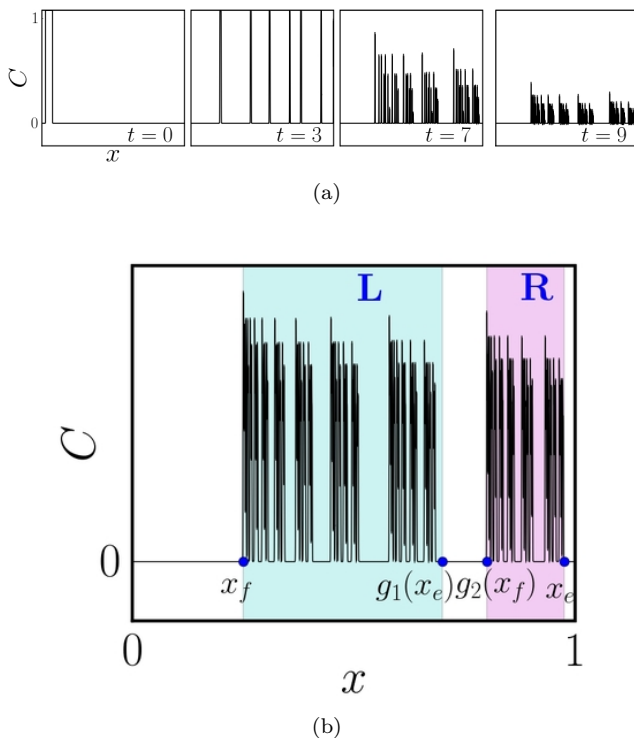 1
C
0
t = 0
t = 3
t = 7
t = 9
x
(a)
L
R
C
0
x_f
g_1(x_e)
g_2(x_f)
x_e
0
1
x
(b)